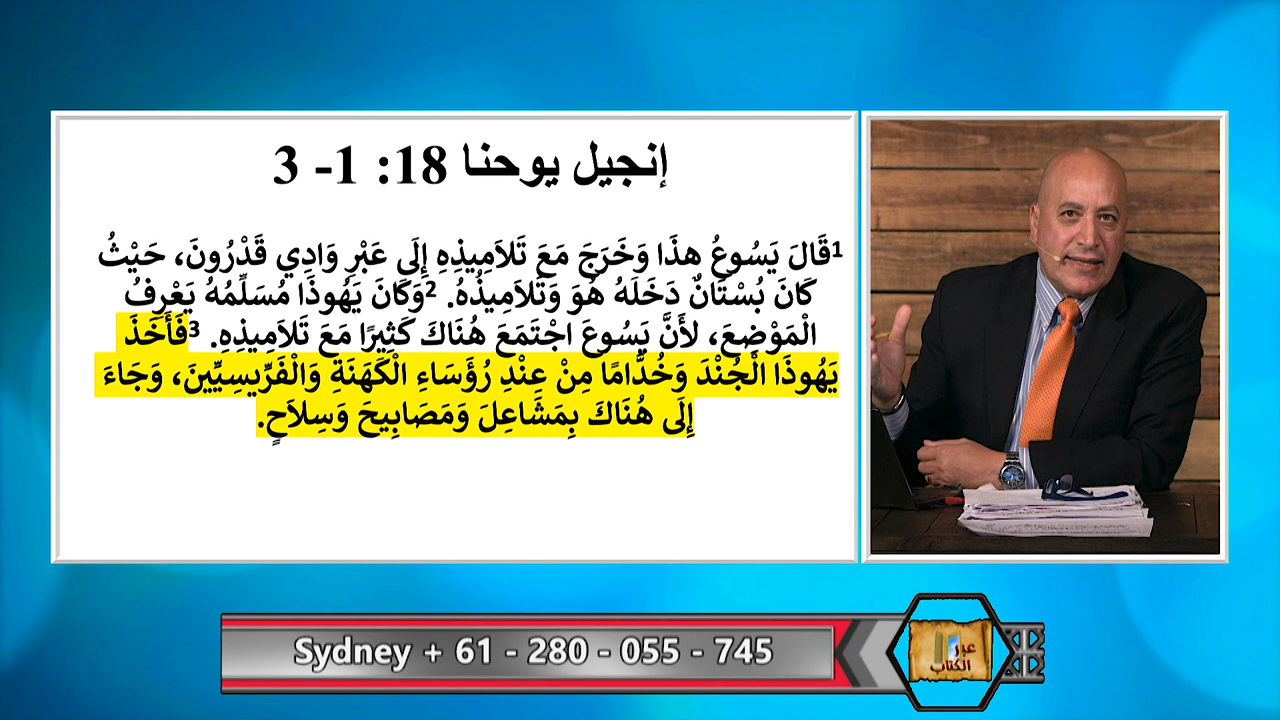 إنجيل يوحنا 18: 1- 3
1قَالَ يَسُوعُ هذَا وَخَرَجَ مَعَ تَلاَمِيذِهِ إِلَى عَبْرِ وَادِي قَدْرُونَ، حَيْثُ
كَانَ بُسْتَانٌ دَخَلَهُ هُوَ وَتَلاَمِيذُهُ. 2وَكَانَ يَهُوذَا مُسَلِّمُهُ يَعْرِفُ
الْمَوْضِعَ، لأَنَّ يَسُوعَ اجْتَمَعَ هُنَاكَ كَثِيرًا مَعَ تَلاَمِيذِهِ. 3فَأَخَذَ
يَهُوذَا الْجُنْدَ وَخُدَّامًا مِنْ عِنْدِ رُؤَسَاءِ الْكَهَنَةِ وَالْفَرِّيسِيِّينَ، وَجَاءَ
إِلَى هُنَاكَ بِمَشَاعِلَ وَمَصَابِيحَ وَسِلاَحٍ.
Sydney + 61 - 280 - 055 - 745
عبر
الكتاب